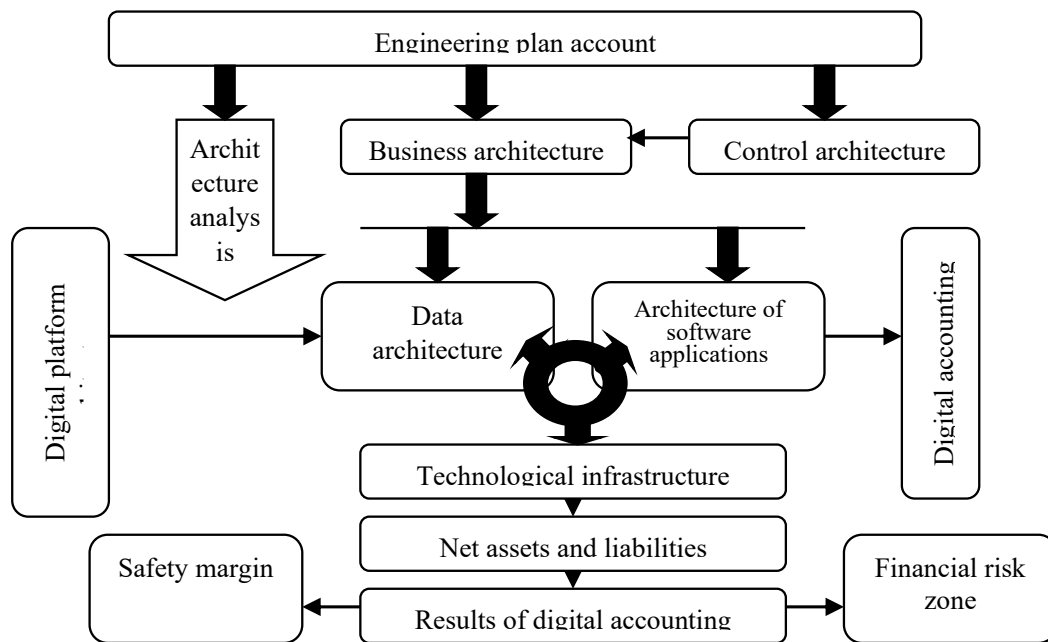 Engineering plan account
Archit
ecture
analys
is
Business architecture
Control architecture
Digital platform
Data
architecture
Architecture of
software
applications
Digital accounting
Technological infrastructure
Net assets and liabilities
Safety margin
Results of digital accounting
Financial risk
zone